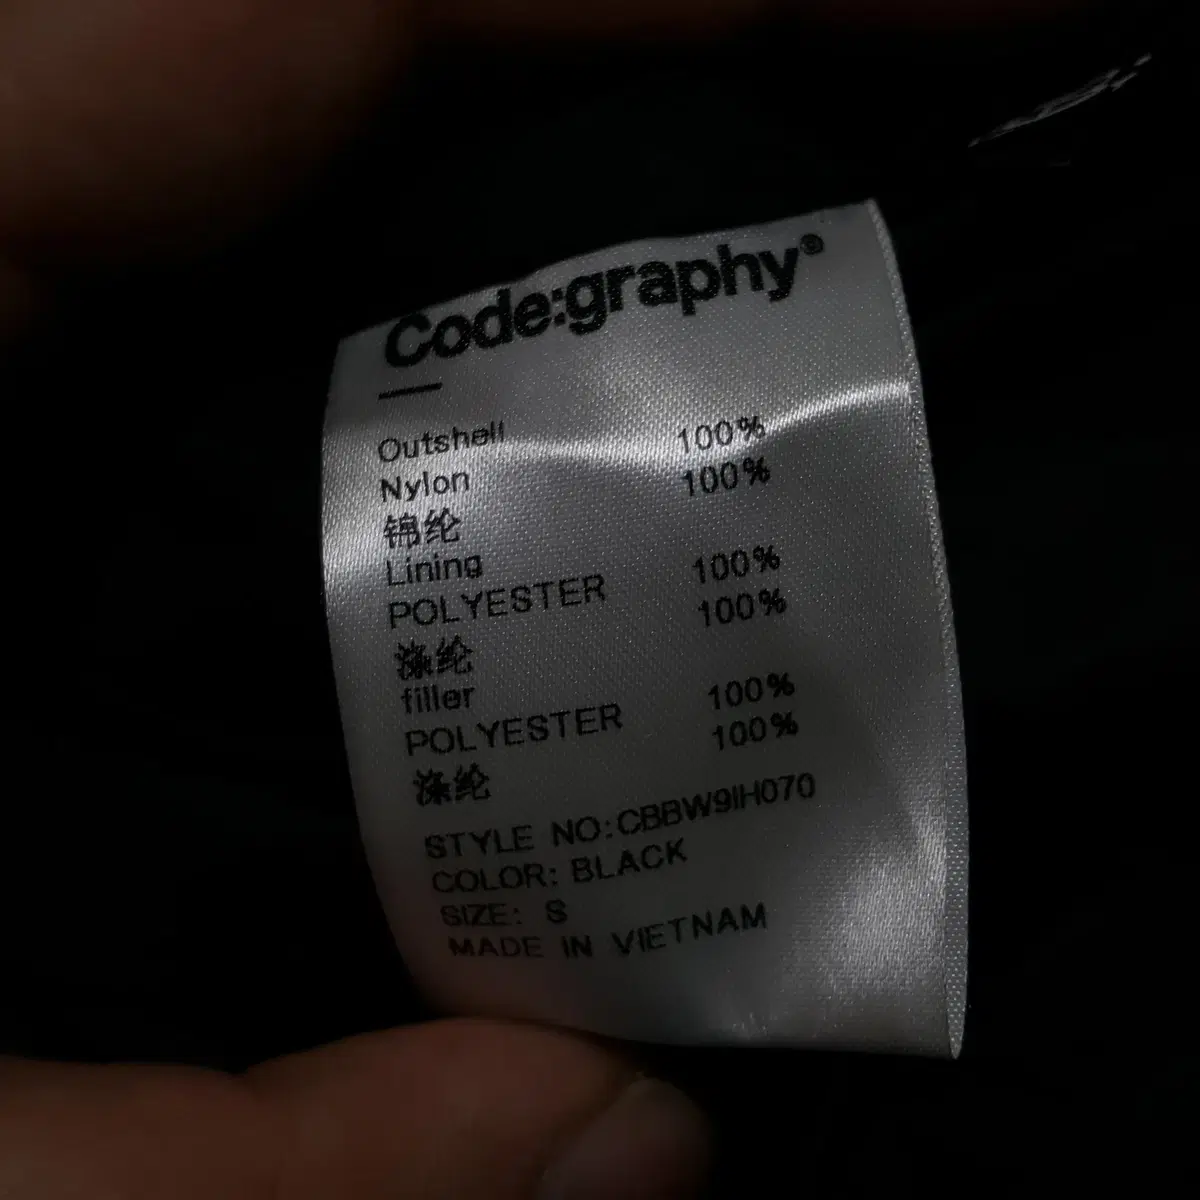 Code:graphy®
Outshell 100%
Nylon 100%
锦纶
Lining 100%
POLYESTER 100%
涤纶
filler 100%
POLYESTER 100%
涤纶
STYLE NO:CBBW9IH070
COLOR: BLACK
SIZE: S
MADE IN VIETNAM